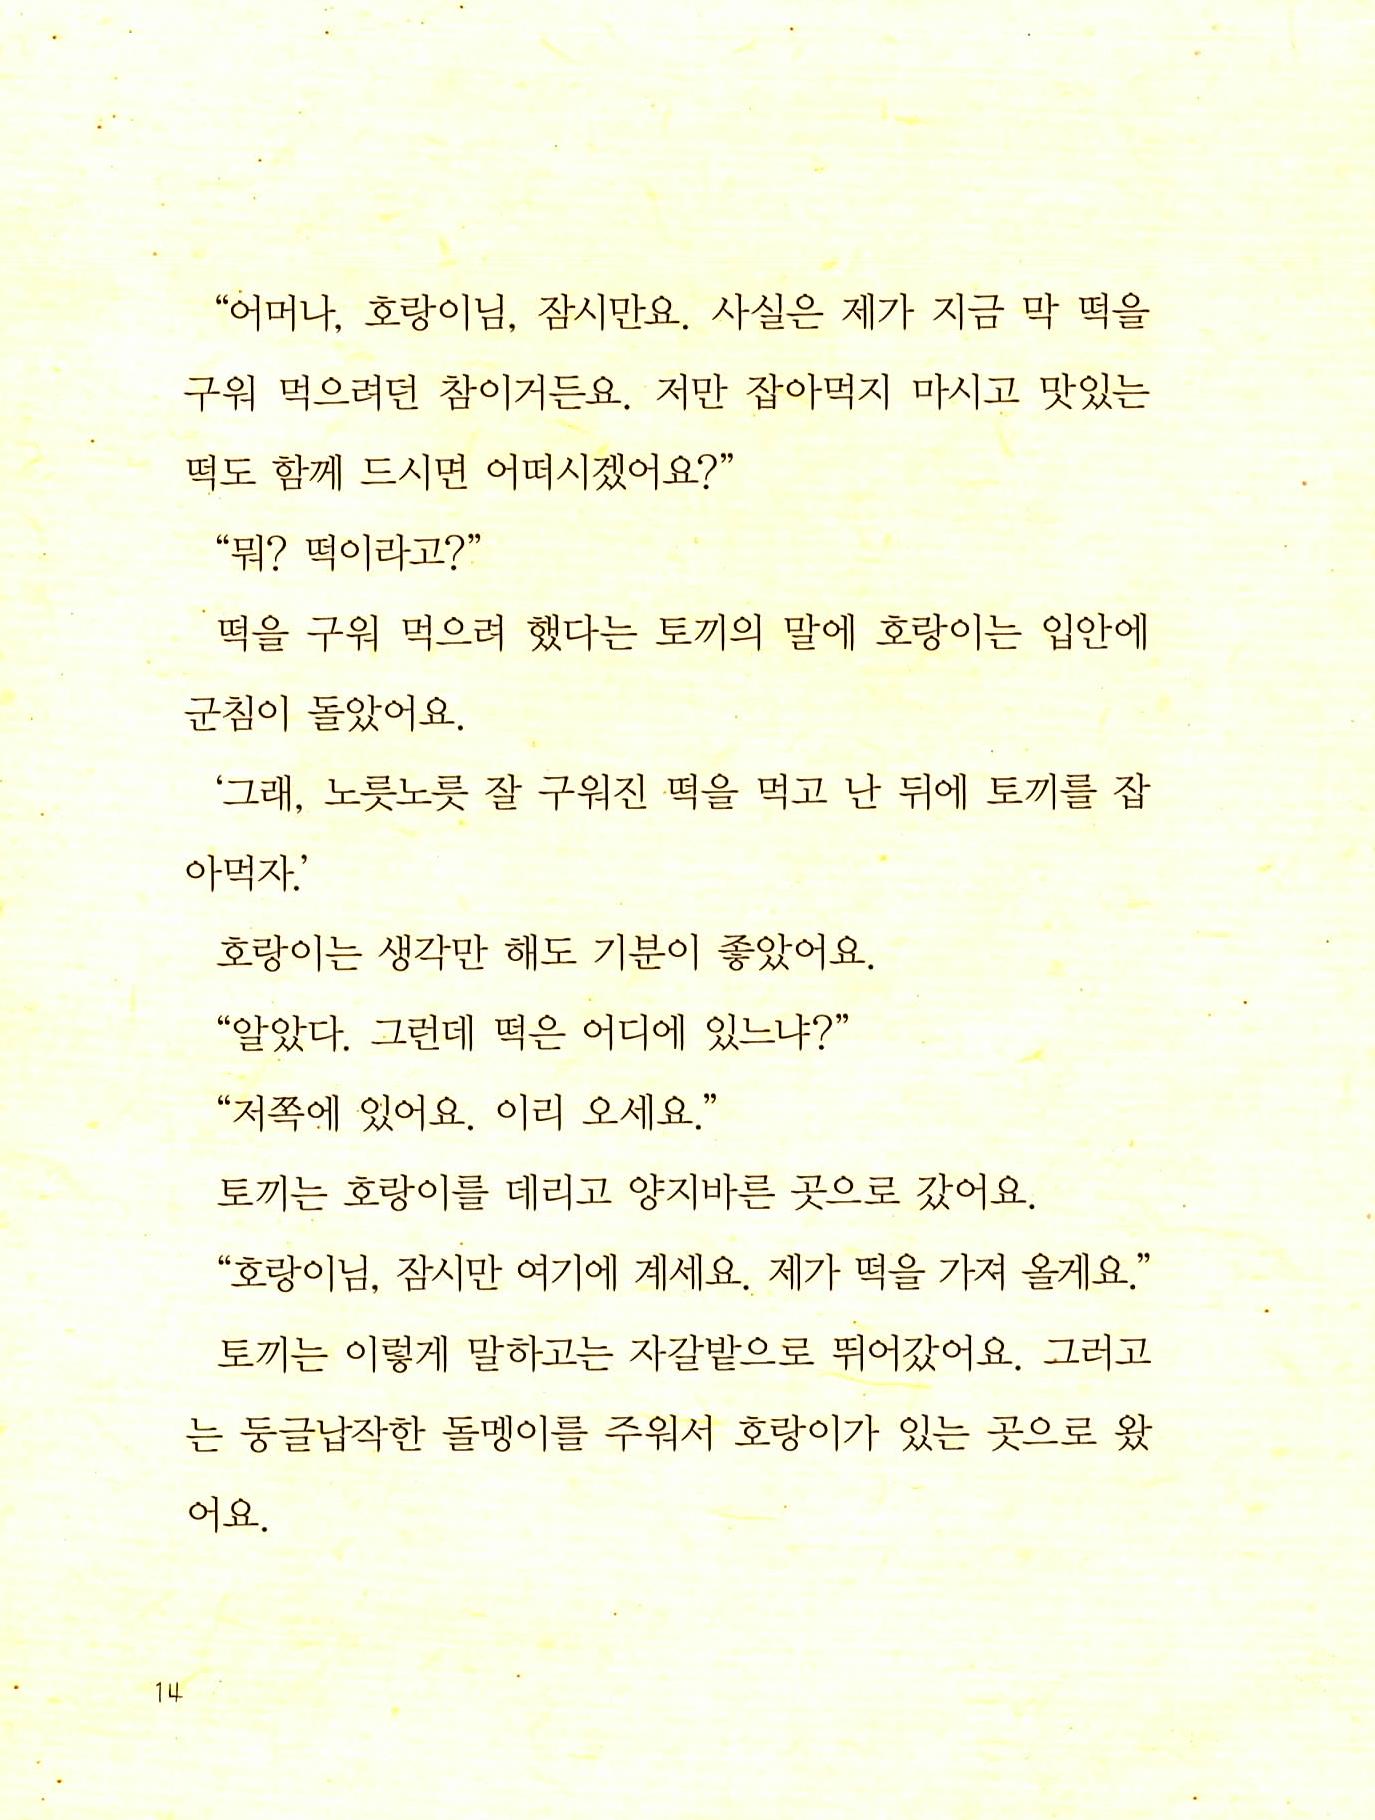 “어머나, 호랑이님, 잠시만요. 사실은 제가 지금 막 떡을
구워 먹으려던 참이거든요. 저만 잡아먹지 마시고 맛있는
떡도 함께 드시면 어떠시겠어요?”
“뭐? 떡이라고?”
떡을 구워 먹으려 했다는 토끼의 말에 호랑이는 입안에
군침이 돌았어요.
‘그래, 노릇노릇 잘 구워진 떡을 먹고 난 뒤에 토끼를 잡
아먹자.’
호랑이는 생각만 해도 기분이 좋았어요.
“알았다. 그런데 떡은 어디에 있느냐?”
“저쪽에 있어요. 이리 오세요.”
토끼는 호랑이를 데리고 양지바른 곳으로 갔어요.
“호랑이님, 잠시만 여기에 계세요. 제가 떡을 가져 올게요.”
토끼는 이렇게 말하고는 자갈밭으로 뛰어갔어요. 그러고
는 둥글납작한 돌멩이를 주워서 호랑이가 있는 곳으로 왔
어요.
14